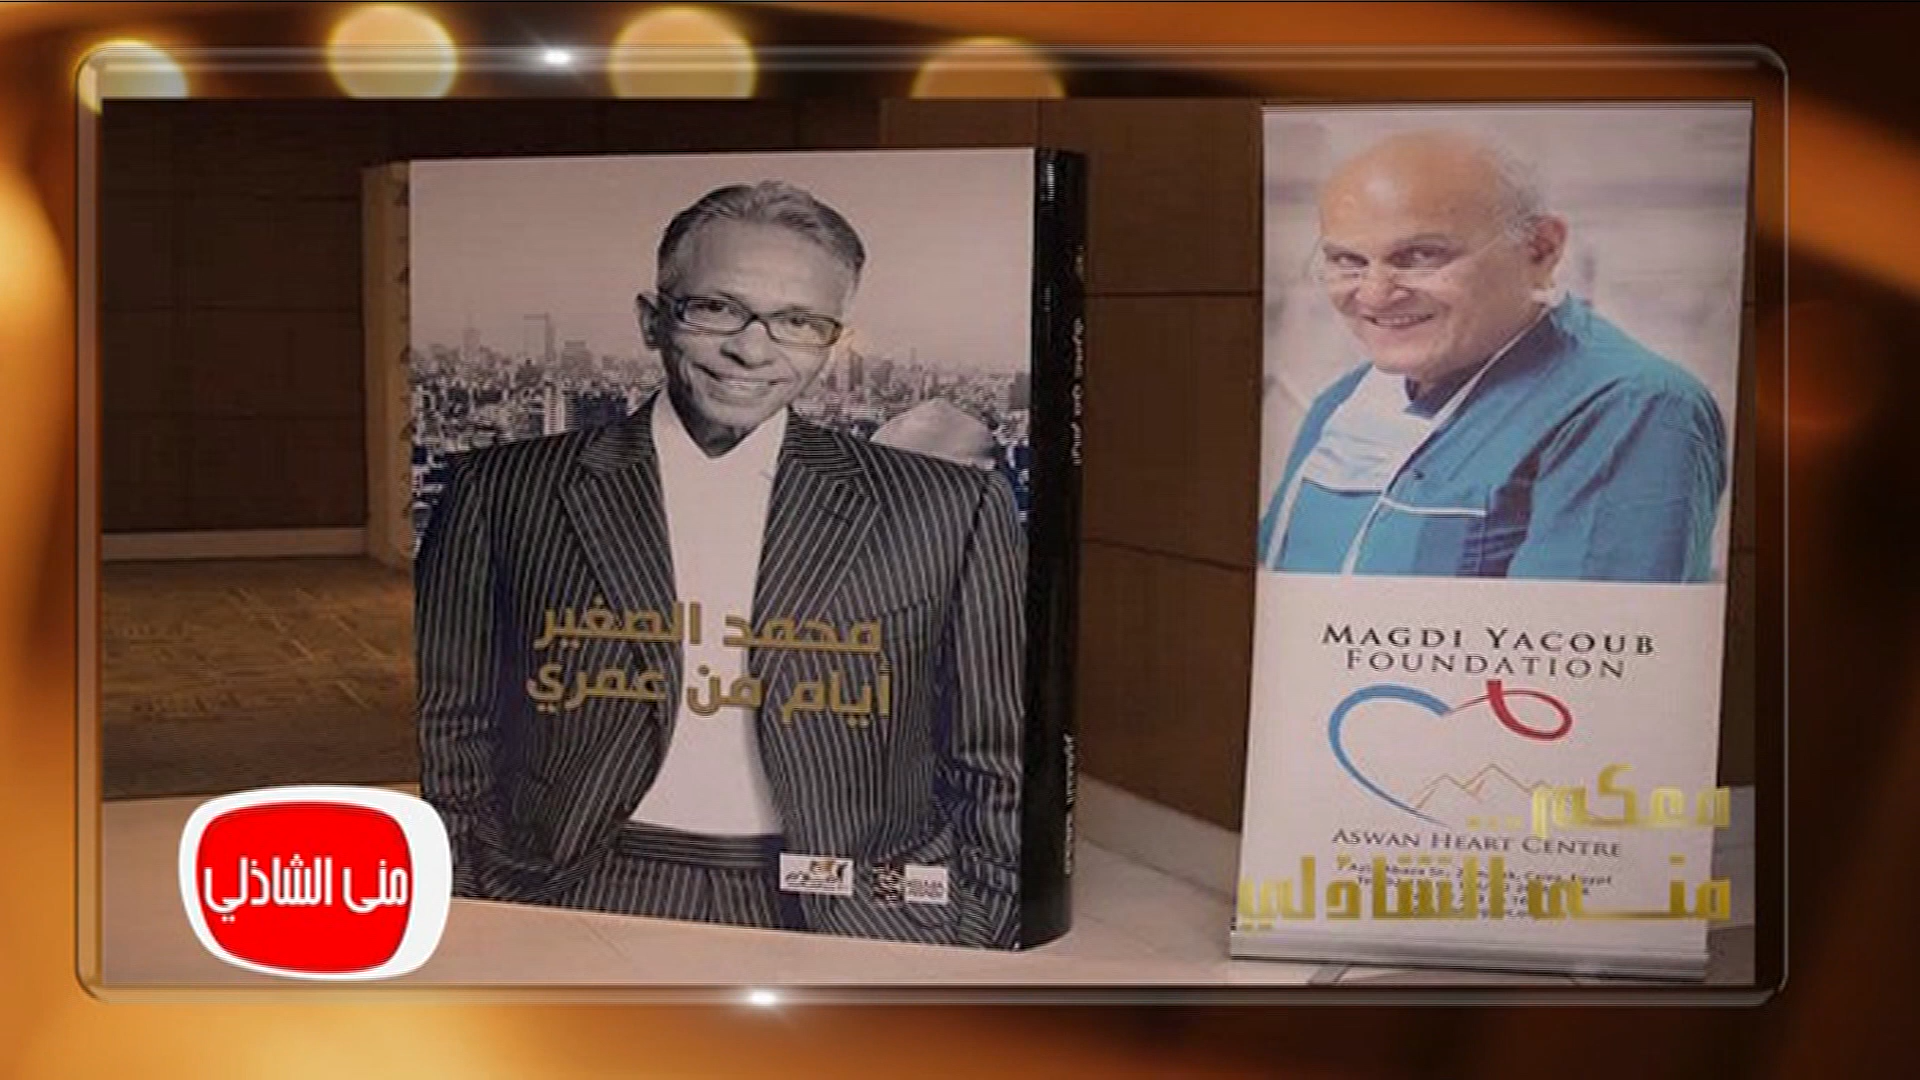 محمد الصغير
أيام من عمري
MAGDI YACOUB
FOUNDATION
ASWAN HEART CENTRE
معكم...
منى الشاذلي
منى الشاذلي